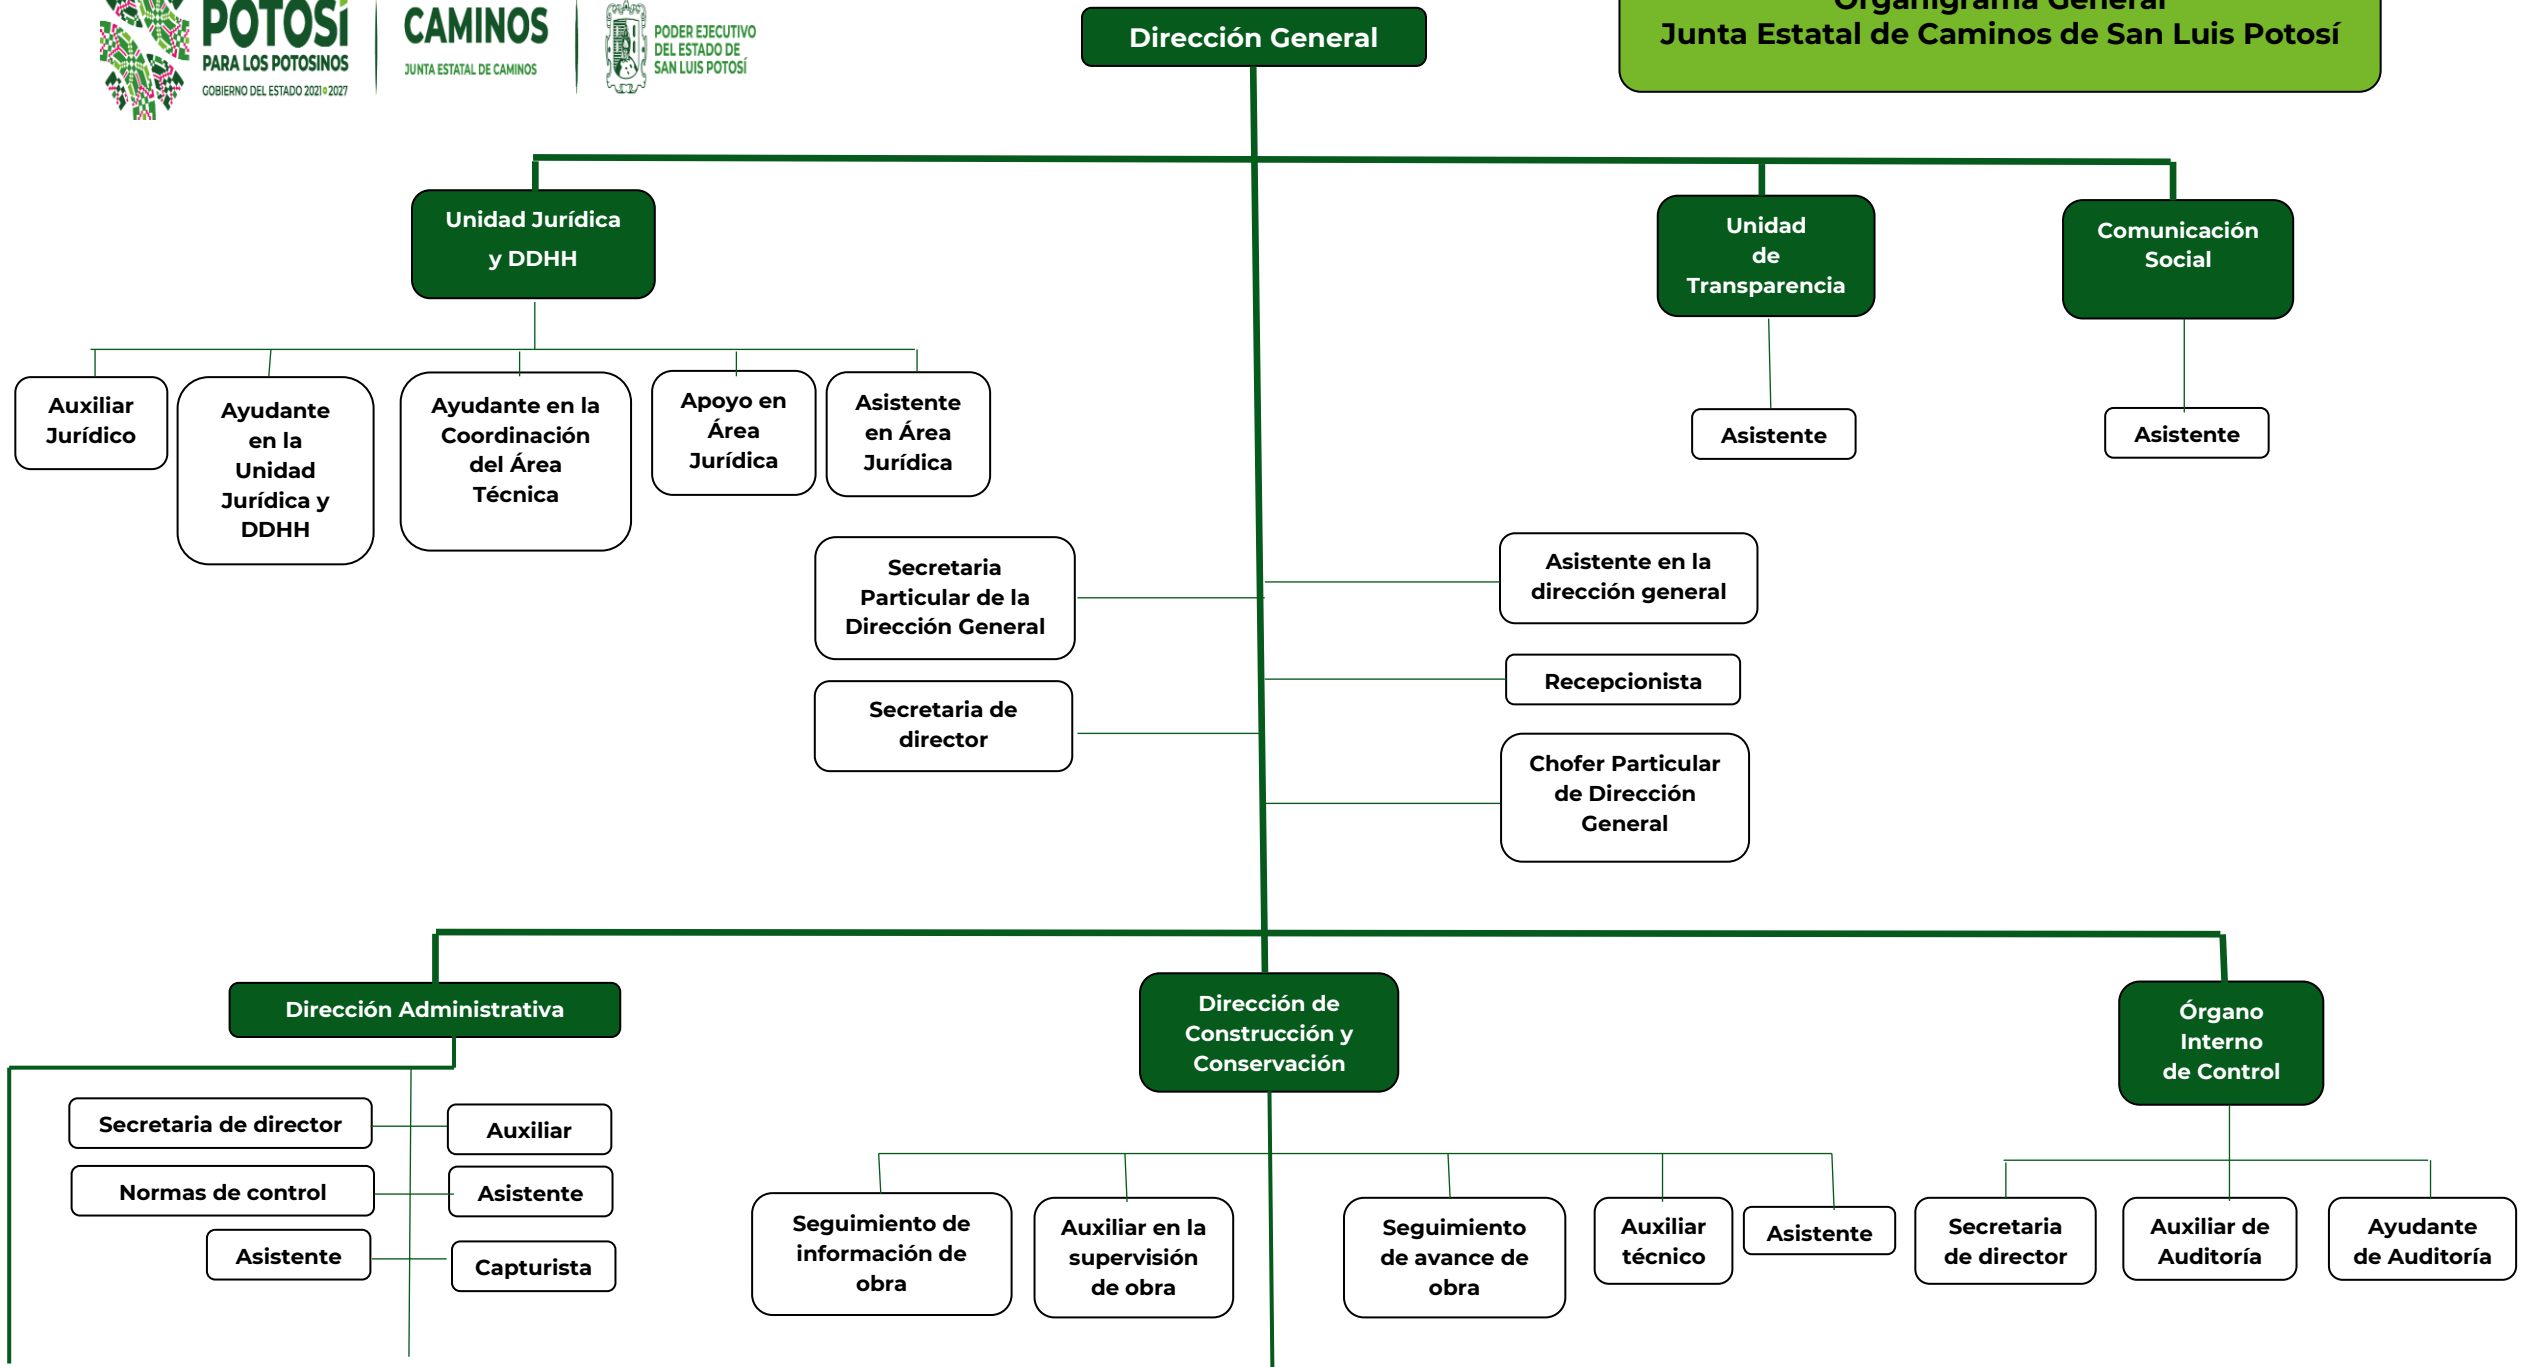 POTOSÍ
PARA LOS POTOSINOS
GOBIERNO DEL ESTADO 2021 2027
CAMINOS
JUNTA ESTATAL DE CAMINOS
PODER EJECUTIVO
DEL ESTADO DE
SAN LUIS POTOSÍ
Dirección General
Organigrama General
Junta Estatal de Caminos de San Luis Potosí
Unidad Jurídica
y DDHH
Unidad
de
Transparencia
Comunicación
Social
Auxiliar
Jurídico
Ayudante
en la
Unidad
Jurídica y
DDHH
Ayudante en la
Coordinación
del Área
Técnica
Apoyo en
Área
Jurídica
Asistente
en Área
Jurídica
Asistente
Asistente
Secretaria
Particular de la
Dirección General
Asistente en la
dirección general
Secretaria de
director
Recepcionista
Chofer Particular
de Dirección
General
Dirección Administrativa
Dirección de
Construcción y
Conservación
Órgano
Interno
de Control
Secretaria de director
Auxiliar
Normas de control
Asistente
Asistente
Capturista
Seguimiento de
información de
obra
Auxiliar en la
supervisión
de obra
Seguimiento
de avance de
obra
Auxiliar
técnico
Asistente
Secretaria
de director
Auxiliar de
Auditoría
Ayudante
de Auditoría